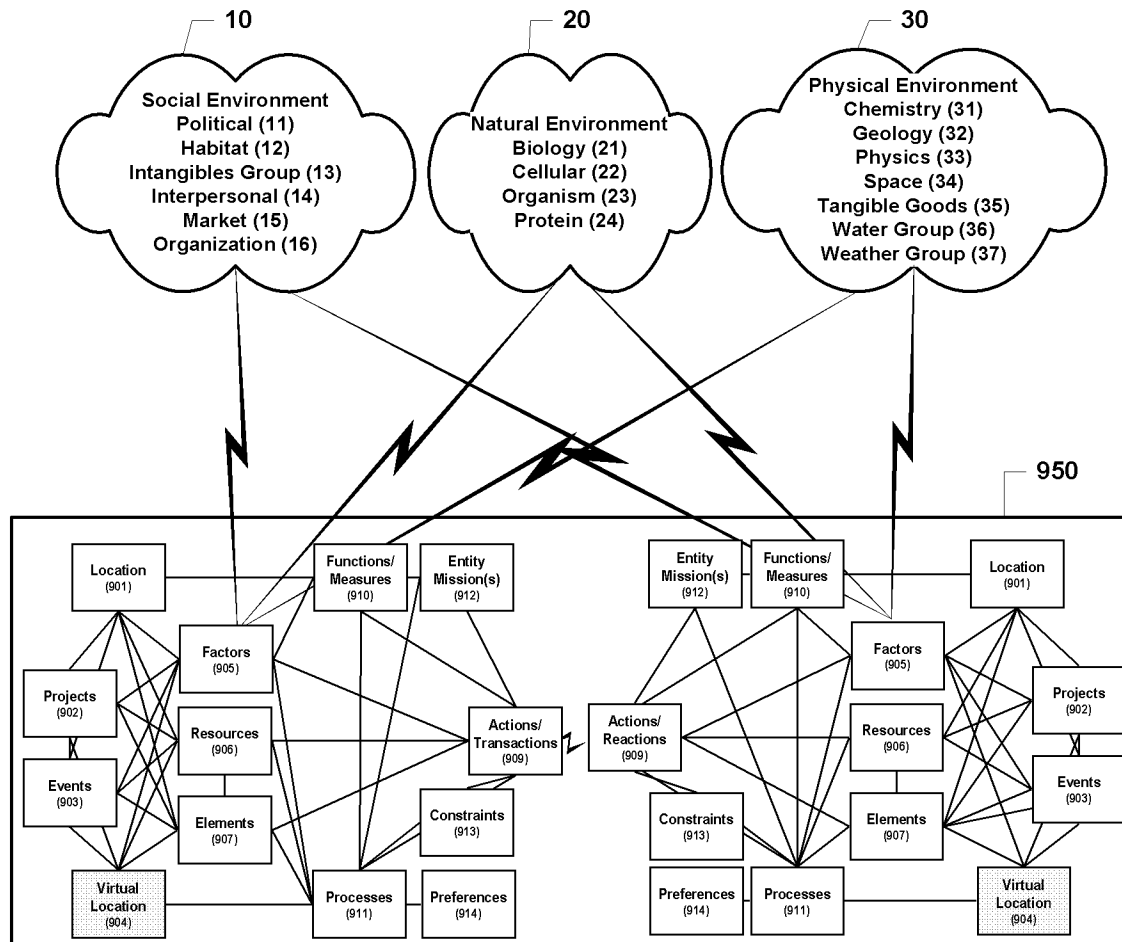 10
20
30
Social Environment
Political (11)
Habitat (12)
Intangibles Group (13)
Interpersonal (14)
Market (15)
Organization (16)
Natural Environment
Biology (21)
Cellular (22)
Organism (23)
Protein (24)
Physical Environment
Chemistry (31)
Geology (32)
Physics (33)
Space (34)
Tangible Goods (35)
Water Group (36)
Weather Group (37)
950
Location
(901)
Functions/
Measures
(910)
Entity
Mission(s)
(912)
Factors
(905)
Projects
(902)
Resources
(906)
Actions/
Transactions
(909)
Events
(903)
Elements
(907)
Constraints
(913)
Virtual
Location
(904)
Processes
(911)
Preferences
(914)
Entity
Mission(s)
(912)
Functions/
Measures
(910)
Location
(901)
Factors
(905)
Projects
(902)
Actions/
Reactions
(909)
Resources
(906)
Events
(903)
Constraints
(913)
Elements
(907)
Preferences
(914)
Processes
(911)
Virtual
Location
(904)